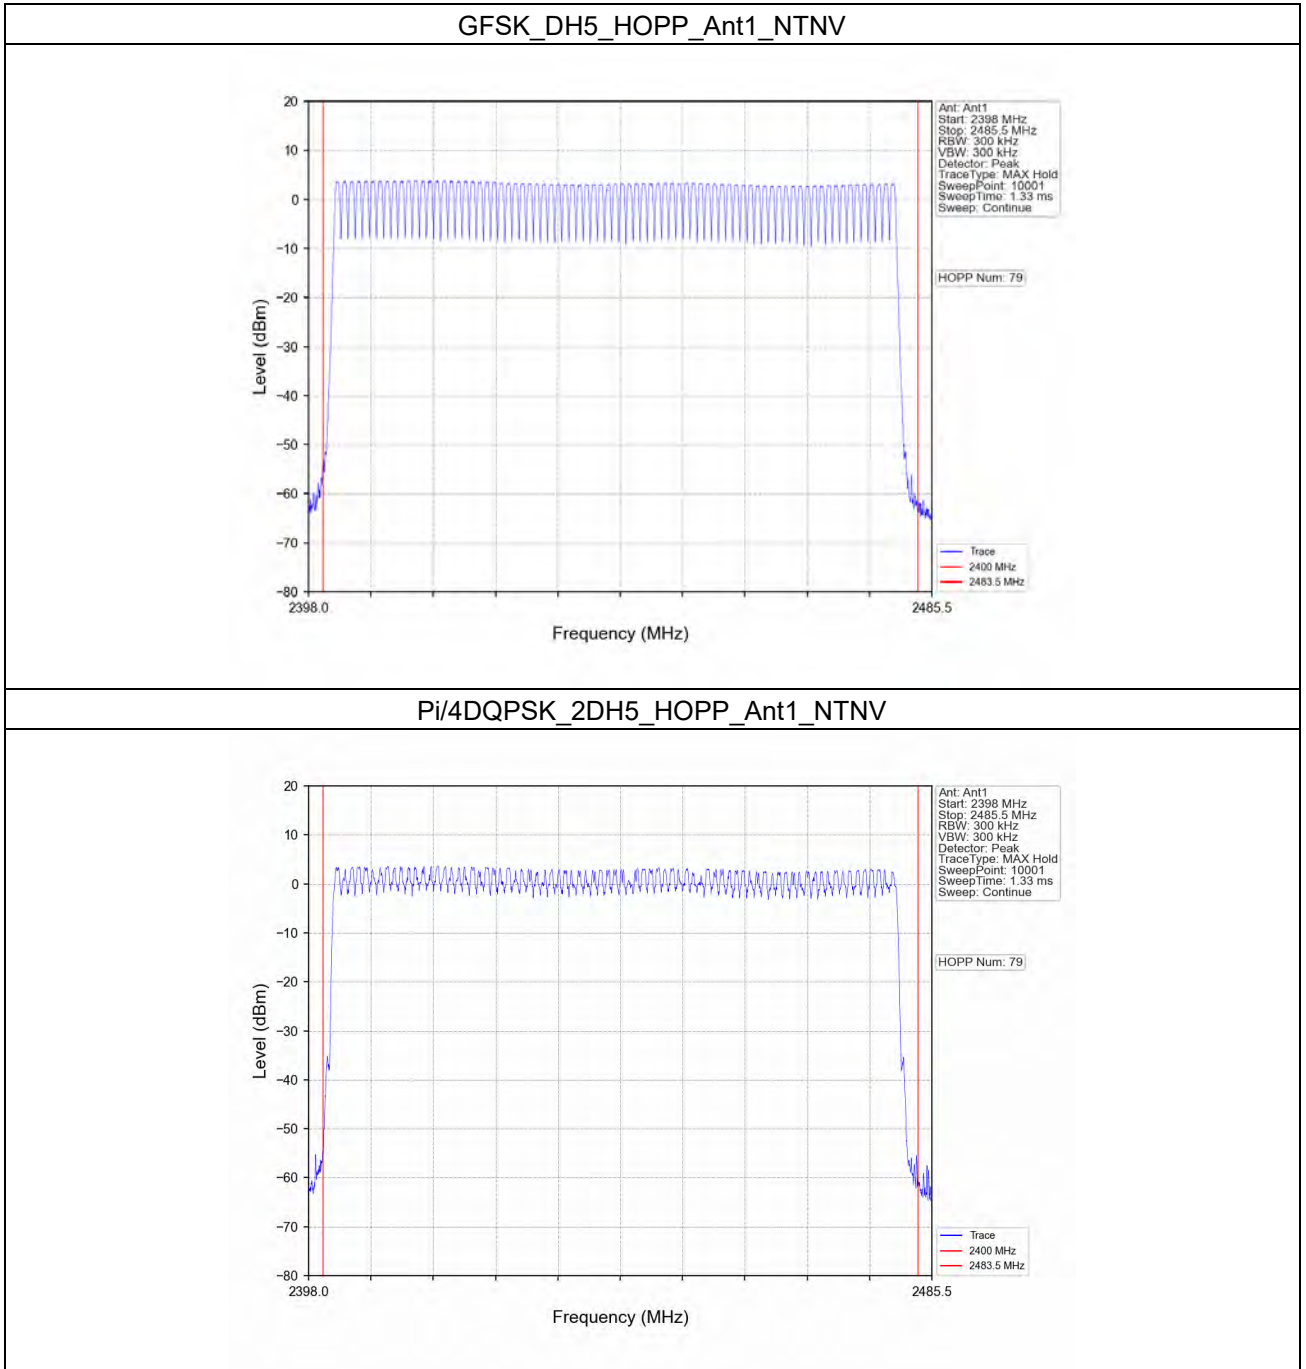 GFSK_DH5_HOPP_Ant1_NTNV
20
10
0
−10
−20
−30
−40
−50
−60
−70
−80
Level (dBm)
2398.0
2485.5
Frequency (MHz)
Ant: Ant1
Start: 2398 MHz
Stop: 2485.5 MHz
RBW: 300 kHz
VBW: 300 kHz
Detector: Peak
TraceType: MAX Hold
SweepPoint: 10001
SweepTime: 1.33 ms
Sweep: Continue
HOPP Num: 79
Trace
2400 MHz
2483.5 MHz
Pi/4DQPSK_2DH5_HOPP_Ant1_NTNV
20
10
0
−10
−20
−30
−40
−50
−60
−70
−80
Level (dBm)
2398.0
2485.5
Frequency (MHz)
Ant: Ant1
Start: 2398 MHz
Stop: 2485.5 MHz
RBW: 300 kHz
VBW: 300 kHz
Detector: Peak
TraceType: MAX Hold
SweepPoint: 10001
SweepTime: 1.33 ms
Sweep: Continue
HOPP Num: 79
Trace
2400 MHz
2483.5 MHz